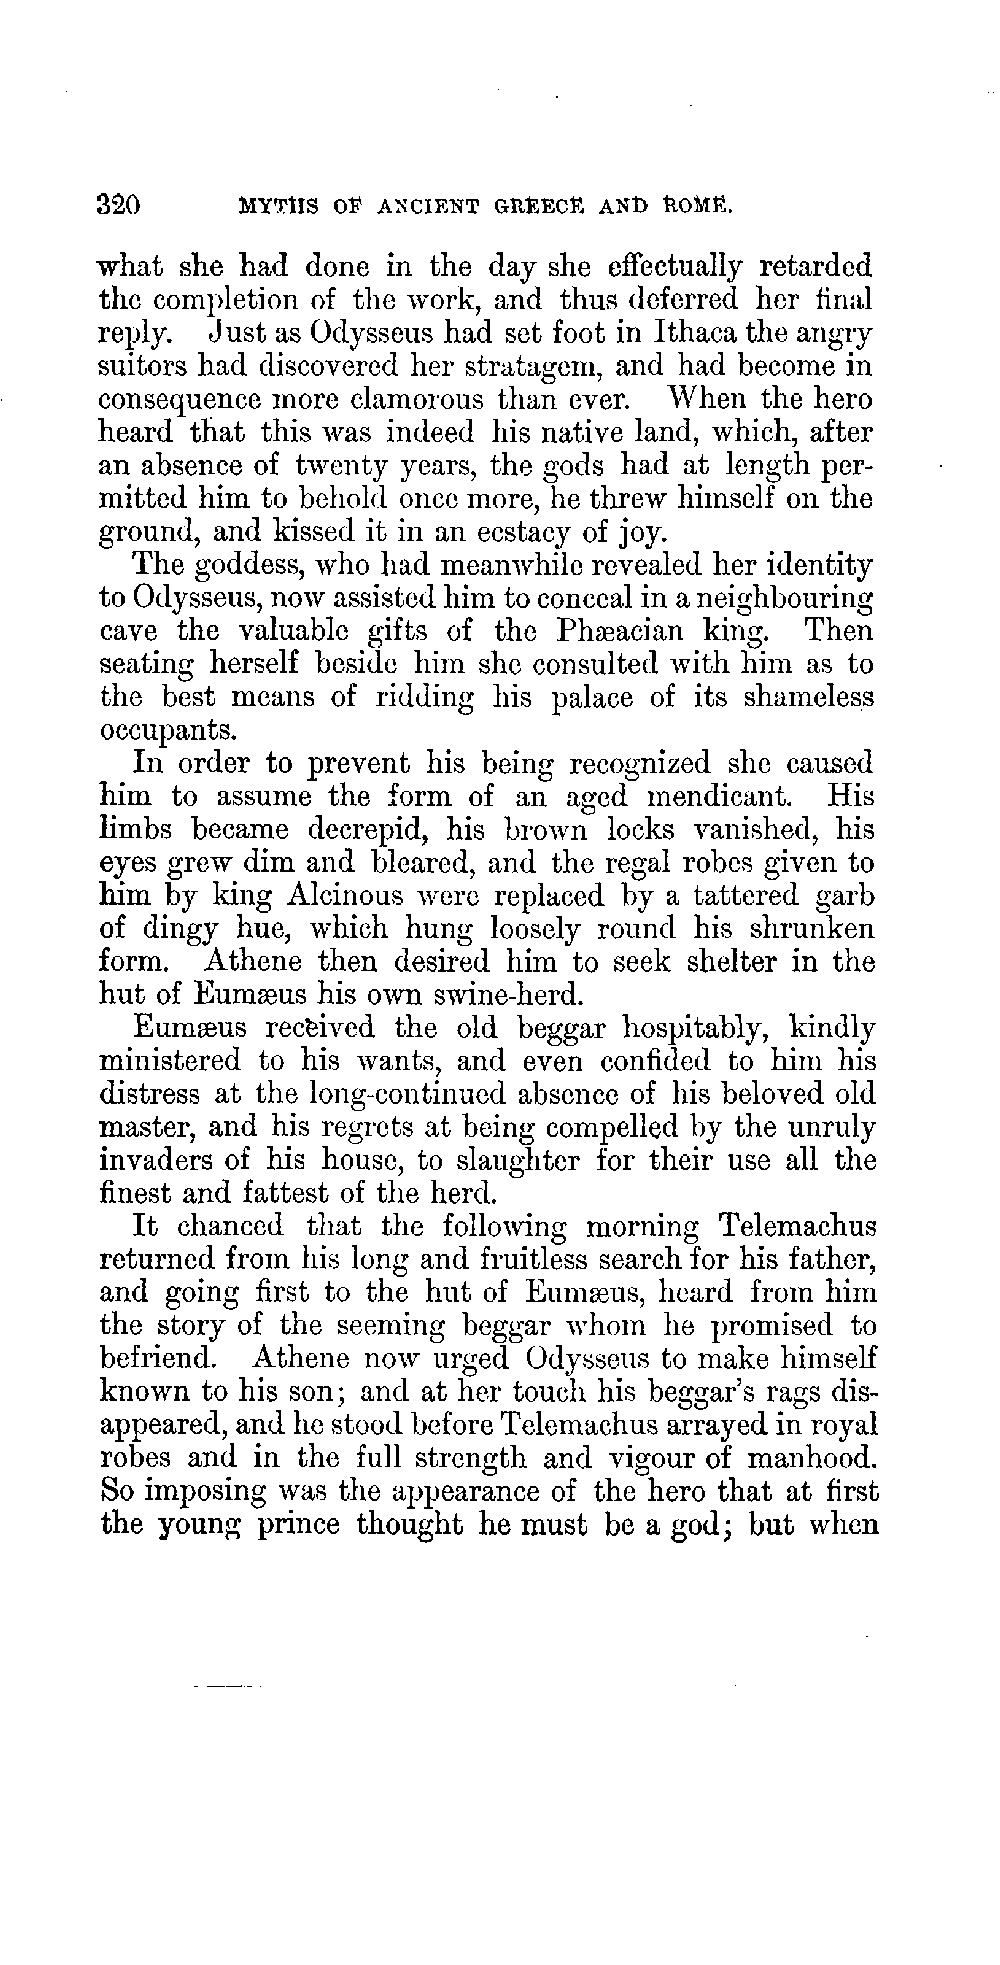 320 MYTHS OF ANCIENT GREECE AND ROME.
what she had done in the day she effectually retarded
the completion of the work, and thus deferred her final
reply. Just as Odysseus had set foot in Ithaca the angry
suitors had discovered her stratagem, and had become in
consequence more clamorous than ever. When the hero
heard that this was indeed his native land, which, after
an absence of twenty years, the gods had at length per-
mitted him to behold once more, he threw himself on the
ground, and kissed it in an ecstacy of joy.
The goddess, who had meanwhile revealed her identity
to Odysseus, now assisted him to conceal in a neighbouring
cave the valuable gifts of the Phæacian king. Then
seating herself beside him she consulted with him as to
the best means of ridding his palace of its shameless
occupants.
In order to prevent his being recognized she caused
him to assume the form of an aged mendicant. His
limbs became decrepid, his brown locks vanished, his
eyes grew dim and bleared, and the regal robes given to
him by king Alcinous were replaced by a tattered garb
of dingy hue, which hung loosely round his shrunken
form. Athene then desired him to seek shelter in the
hut of Eumæus his own swine-herd.
Eumæus received the old beggar hospitably, kindly
ministered to his wants, and even confided to him his
distress at the long-continued absence of his beloved old
master, and his regrets at being compelled by the unruly
invaders of his house, to slaughter for their use all the
finest and fattest of the herd.
It chanced that the following morning Telemachus
returned from his long and fruitless search for his father,
and going first to the hut of Eumæus, heard from him
the story of the seeming beggar whom he promised to
befriend. Athene now urged Odysseus to make himself
known to his son; and at her touch his beggar's rags dis-
appeared, and he stood before Telemachus arrayed in royal
robes and in the full strength and vigour of manhood.
So imposing was the appearance of the hero that at first
the young prince thought he must be a god; but when